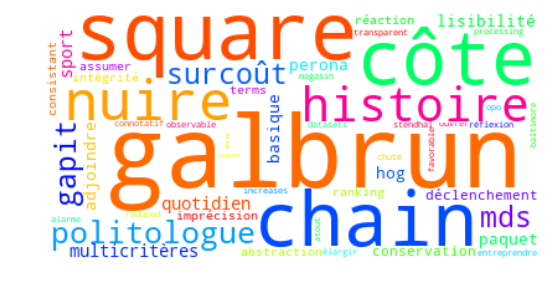 square
côte
réaction
lisibilité
transparent
processing
consistant
sport
assumer
surcoût
perona
intégrité
magasin
nuire
terms
histoire
opo
baltimore
gapit
adjoindre
connotatif
observable
basique
datasets
stendhal
favorable
ouvrier
réflexion
galbrun
chute
hog
ranking
déclenchement
increases
quotidien
imprécision
chain
mds
alarme
reduced
politologue
atout
paquet
multicritères
abstraction
élargir
conservation
entreprendre